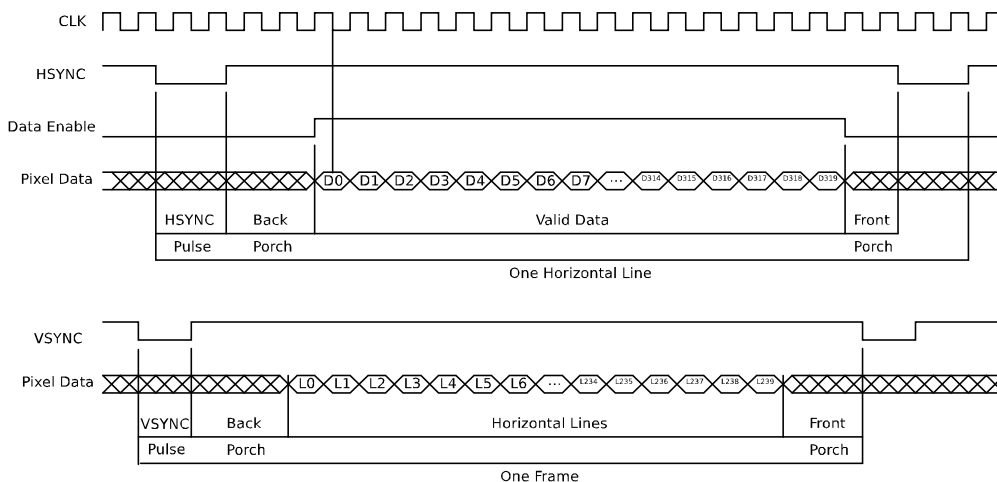 CLK
HSYNC
Data Enable
Pixel Data D0 D1 D2 D3 D4 D5 D6 D7 ... D314 D315 D316 D317 D318 D319
HSYNC Back Valid Data Front
Pulse Porch Porch
One Horizontal Line
VSYNC
Pixel Data L0 L1 L2 L3 L4 L5 L6 ... L234 L235 L236 L237 L238 L239
VSYNC Back Horizontal Lines Front
Pulse Porch Porch
One Frame